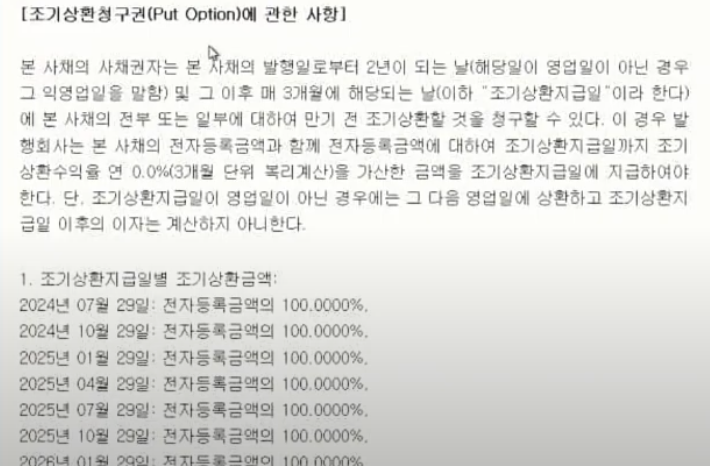 [조기상환청구권(Put Option)에 관한 사항]
본 사채의 사채권자는 본 사채의 발행일로부터 2년이 되는 날(해당일이 영업일이 아닌 경우
그 익영업일을 말함) 및 그 이후 매 3개월에 해당되는 날(이하 "조기상환지급일"이라 한다)
에 본 사채의 전부 또는 일부에 대하여 만기 전 조기상환할 것을 청구할 수 있다. 이 경우 발
행회사는 본 사채의 전자등록금액과 함께 전자등록금액에 대하여 조기상환지급일까지 조기
상환수익율 연 0.0%(3개월 단위 복리계산)을 가산한 금액을 조기상환지급일에 지급하여야
한다. 단, 조기상환지급일이 영업일이 아닌 경우에는 그 다음 영업일에 상환하고 조기상환지
급일 이후의 이자는 계산하지 아니한다.
1. 조기상환지급일별 조기상환금액:
2024년 07월 29일: 전자등록금액의 100.0000%,
2024년 10월 29일: 전자등록금액의 100.0000%,
2025년 01월 29일: 전자등록금액의 100.0000%,
2025년 04월 29일: 전자등록금액의 100.0000%,
2025년 07월 29일: 전자등록금액의 100.0000%,
2025년 10월 29일: 전자등록금액의 100.0000%,
2026년 01월 29일: 전자등록금액의 100.0000%,